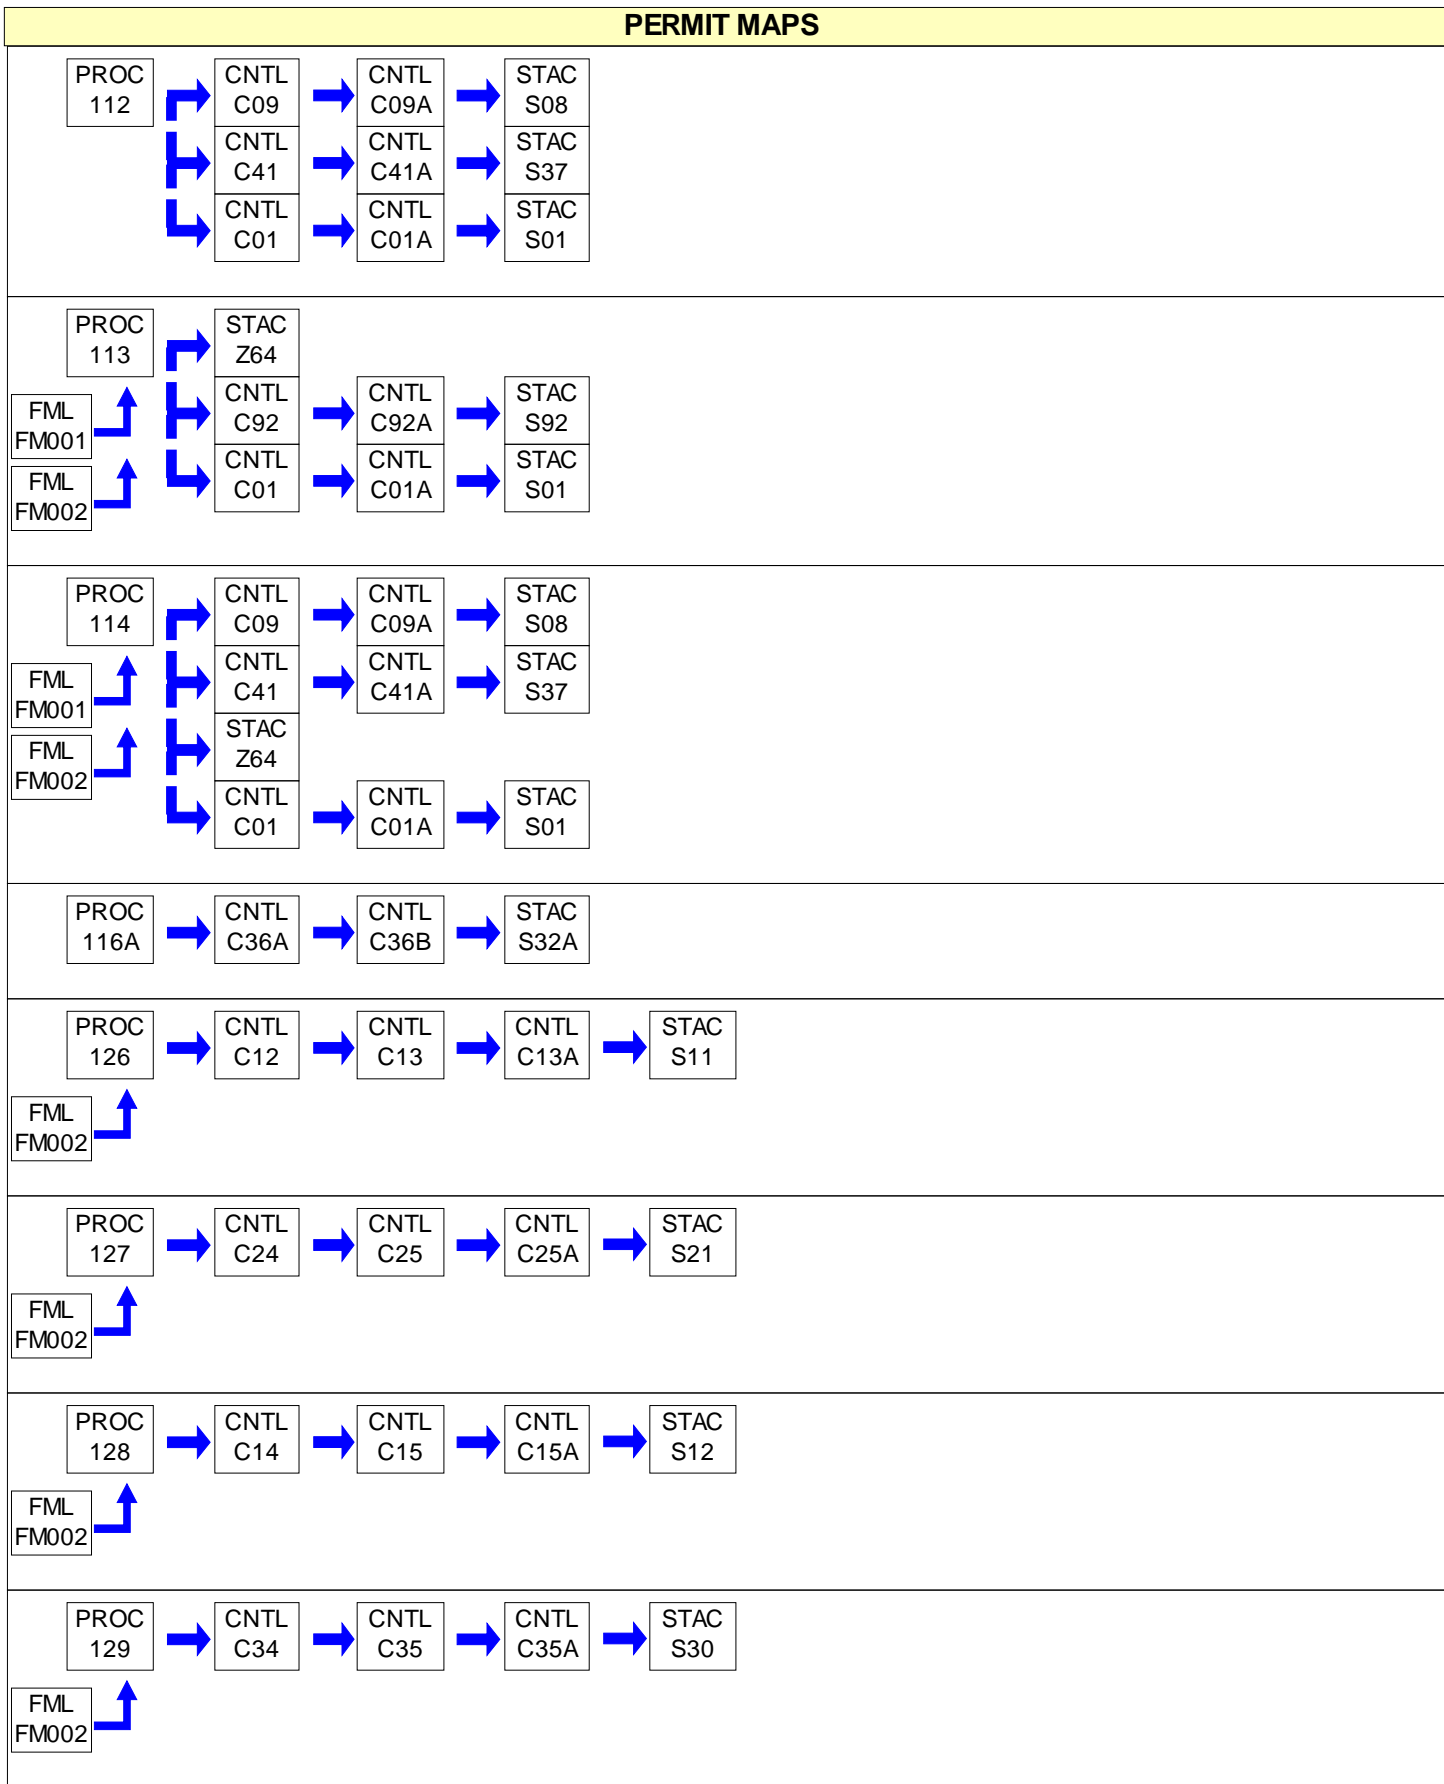 PERMIT MAPS
PROC CNTL CNTL STAC
112 C09 C09A S08
CNTL CNTL STAC
C41 C41A S37
CNTL CNTL STAC
C01 C01A S01
PROC STAC
113 Z64
CNTL CNTL STAC
C92 C92A S92
FML
FM001
CNTL CNTL STAC
C01 C01A S01
FML
FM002
PROC CNTL CNTL STAC
114 C09 C09A S08
CNTL CNTL STAC
C41 C41A S37
FML
FM001
STAC
Z64
FML
FM002
CNTL CNTL STAC
C01 C01A S01
PROC CNTL CNTL STAC
116A C36A C36B S32A
PROC CNTL CNTL CNTL STAC
126 C12 C13 C13A S11
FML
FM002
PROC CNTL CNTL CNTL STAC
127 C24 C25 C25A S21
FML
FM002
PROC CNTL CNTL CNTL STAC
128 C14 C15 C15A S12
FML
FM002
PROC CNTL CNTL CNTL STAC
129 C34 C35 C35A S30
FML
FM002